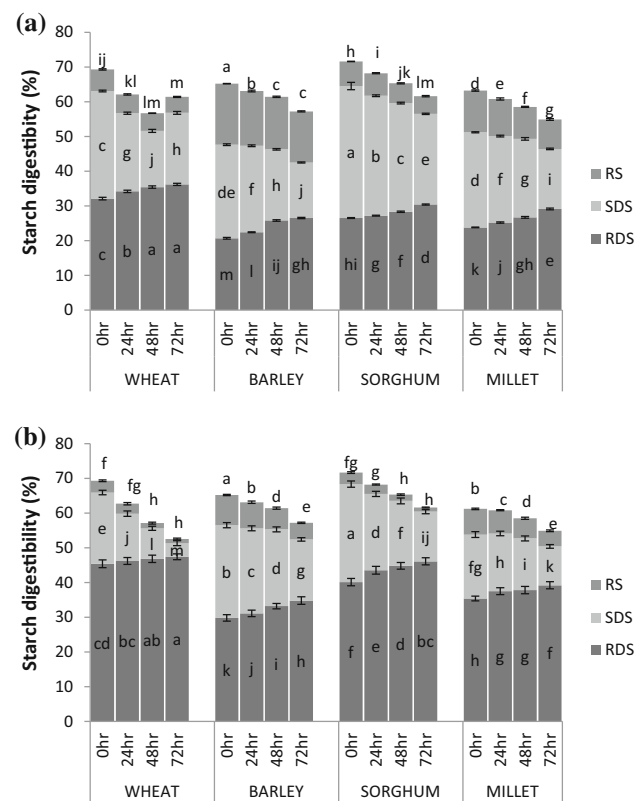 (a)
Starch digestibity (%)
80
70
60
50
40
30
20
10
0
ij kl lm m
c g j h
c b a a
a b c c
de f h j
m l ij gh
h i jk lm
a b c e
hi g f d
d e f g
d f g i
k j gh e
RS
SDS
RDS
0hr 24hr 48hr 72hr 0hr 24hr 48hr 72hr 0hr 24hr 48hr 72hr 0hr 24hr 48hr 72hr
WHEAT BARLEY SORGHUM MILLET
(b)
Starch digestibility (%)
80
70
60
50
40
30
20
10
0
f fg h h
e j l m
cd bc ab a
a b d e
b c d g
k j i h
fg g h h
a d f ij
f e d bc
b c d e
fg h i k
h g g f
RS
SDS
RDS
0hr 24hr 48hr 72hr 0hr 24hr 48hr 72hr 0hr 24hr 48hr 72hr 0hr 24hr 48hr 72hr
WHEAT BARLEY SORGHUM MILLET